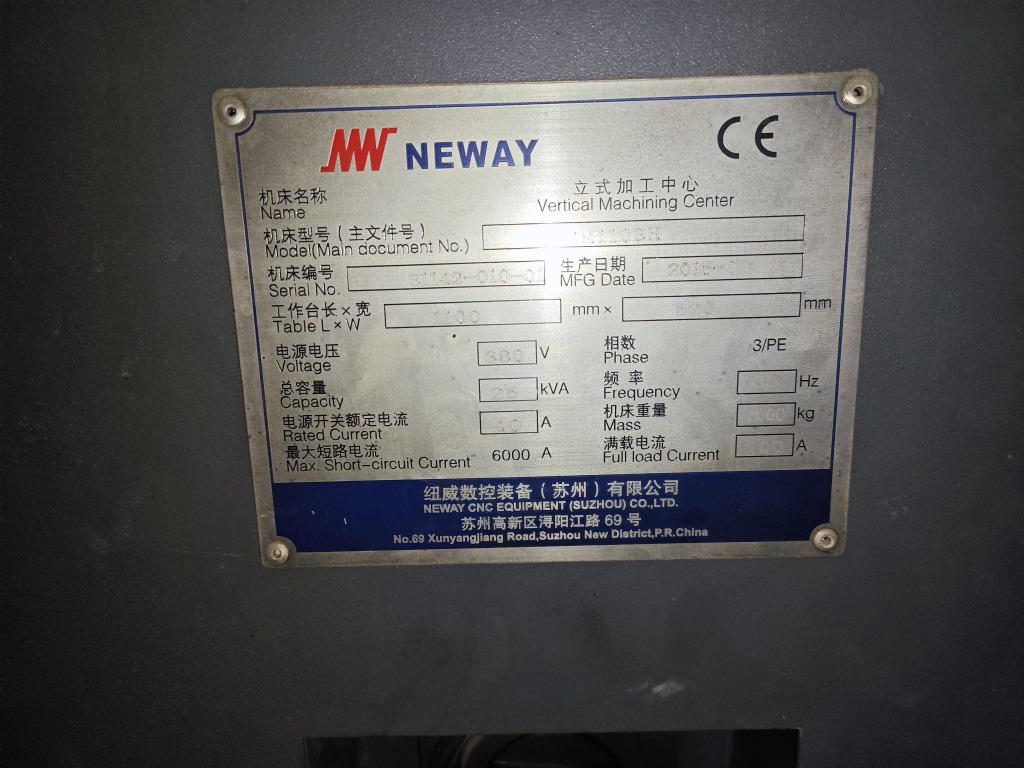 NEWAY
CE
机床名称 立式加工中心
Name Vertical Machining Center
机床型号（主文件号）
Model(Main document No.)
机床编号 生产日期
Serial No. MFG Date
工作台长×宽 1100 mm× mm
Table L×W
电源电压 380 V 相数 3/PE
Voltage Phase
总容量 25 kVA 频 率 Hz
Capacity Frequency
电源开关额定电流 A 机床重量 kg
Rated Current Mass
最大短路电流 6000 A 满载电流 A
Max. Short-circuit Current Full load Current
纽威数控装备（苏州）有限公司
NEWAY CNC EQUIPMENT (SUZHOU) CO.,LTD.
苏州高新区浔阳江路 69 号
No.69 Xunyangjiang Road,Suzhou New District,P.R.China